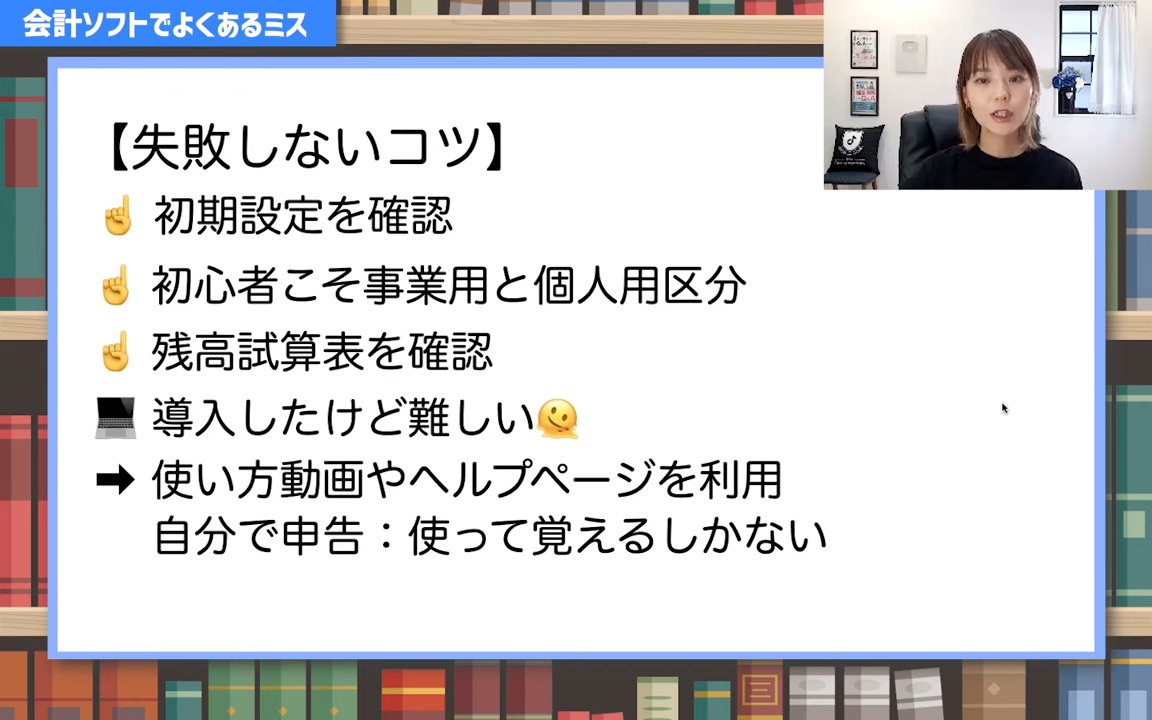 会計ソフトでよくあるミス
【失敗しないコツ】
☝️ 初期設定を確認
☝️ 初心者こそ事業用と個人用区分
☝️ 残高試算表を確認
💻 導入したけど難しい🫠
➡ 使い方動画やヘルプページを利用
自分で申告：使って覚えるしかない